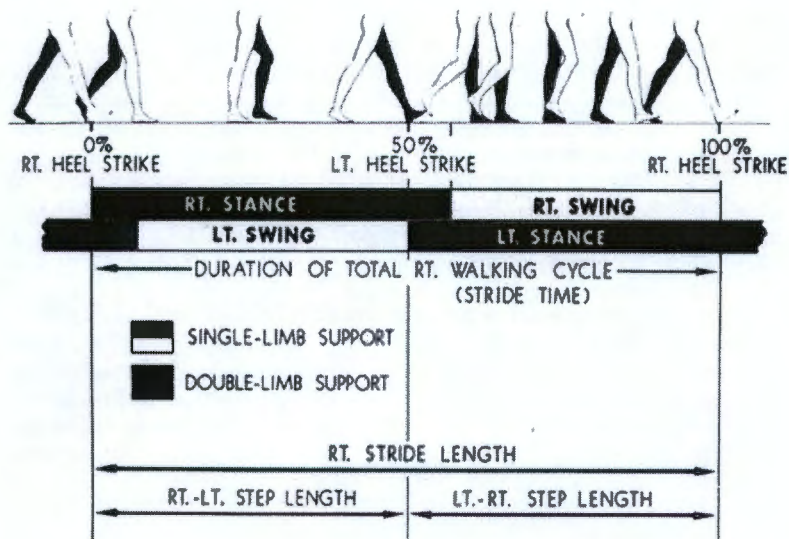 0% 50% 100%
RT. HEEL STRIKE LT. HEEL STRIKE RT. HEEL STRIKE
RT. STANCE RT. SWING
LT. SWING LT. STANCE
DURATION OF TOTAL RT. WALKING CYCLE
(STRIDE TIME)
SINGLE-LIMB SUPPORT
DOUBLE-LIMB SUPPORT
RT. STRIDE LENGTH
RT.-LT. STEP LENGTH LT.-RT. STEP LENGTH